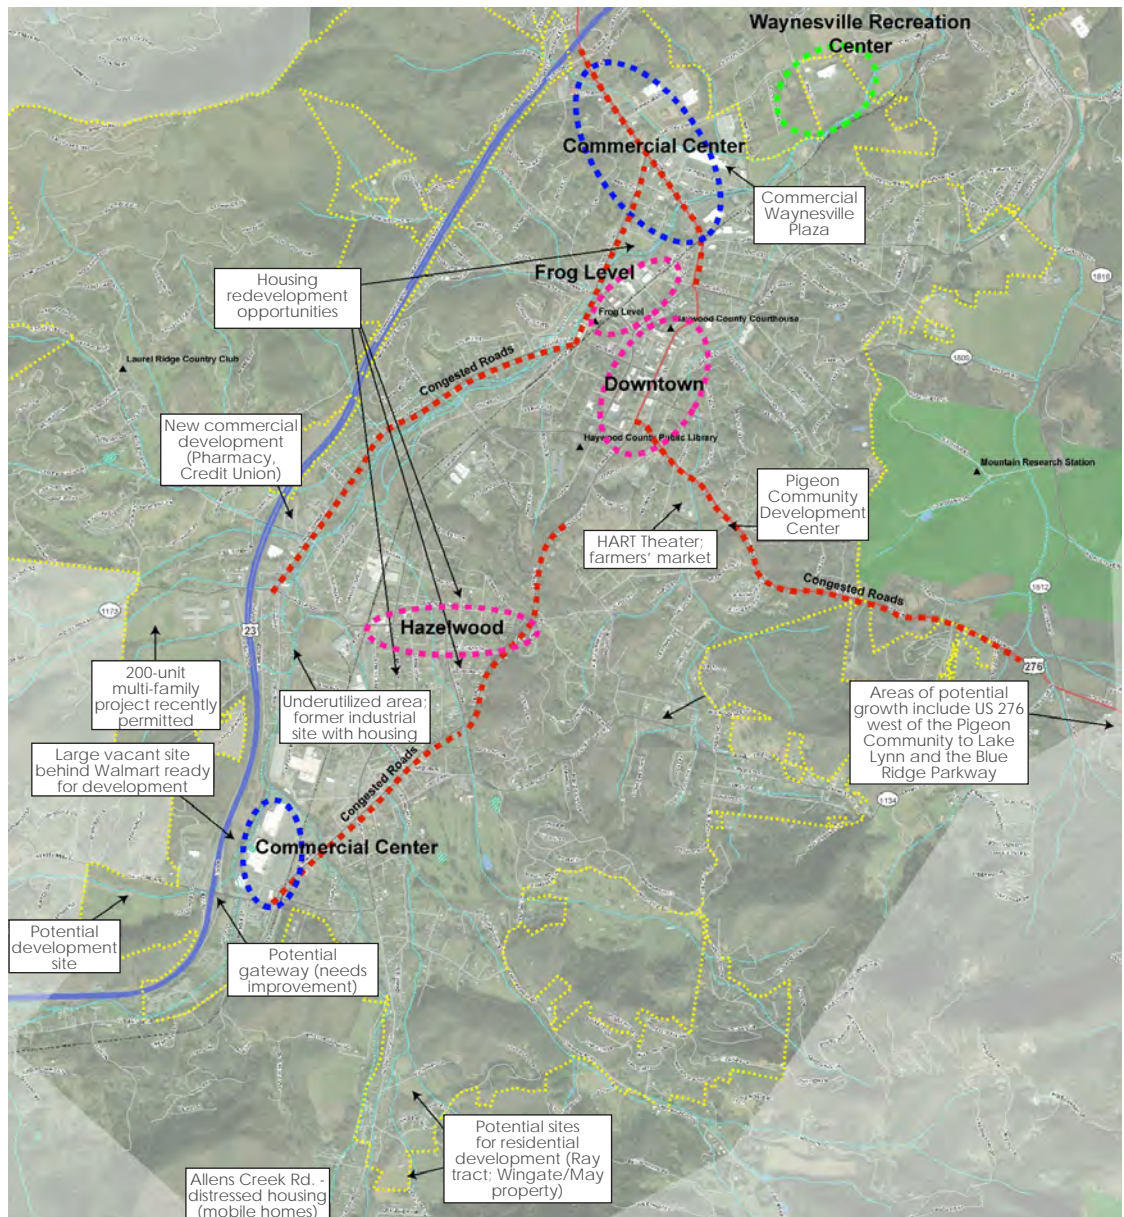 Waynesville Recreation
Center
Commercial Center
Commercial
Waynesville
Plaza
1818
Housing
redevelopment
opportunities
Frog Level
Frog Level
Haywood County Courthouse
Laurel Ridge Country Club
Congested Roads
1806
Downtown
New commercial
development
(Pharmacy,
Credit Union)
Haywood County Public Library
Mountain Research Station
Pigeon
Community
Development
Center
HART Theater;
farmers' market
Congested Roads
1812
1173
23
Hazelwood
276
200-unit
multi-family
project recently
permitted
Underutilized area;
former industrial
site with housing
Areas of potential
growth include US 276
west of the Pigeon
Community to Lake
Lynn and the Blue
Ridge Parkway
Large vacant site
behind Walmart ready
for development
Congested Roads
1134
Commercial Center
Potential
development
site
Potential
gateway (needs
improvement)
Potential sites
for residential
development (Ray
tract; Wingate/May
property)
Allens Creek Rd. -
distressed housing
(mobile homes)